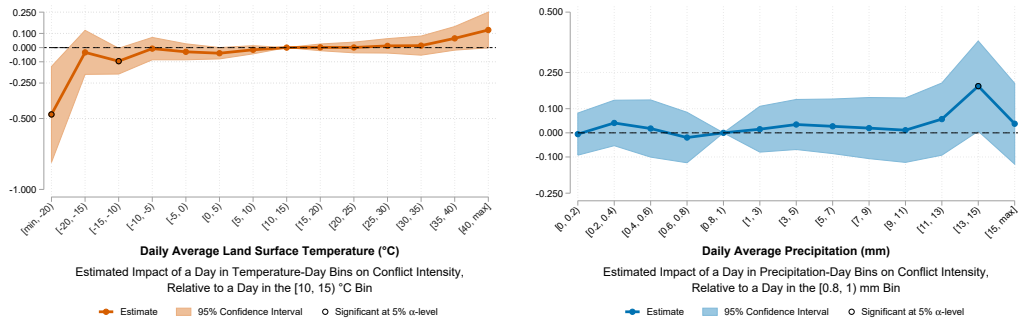 0.250
0.100
0.000
-0.100
-0.250
-0.500
-1.000
[min, -20)
[-20, -15)
[-15, -10)
[-10, -5)
[-5, 0)
[0, 5)
[5, 10)
[10, 15)
[15, 20)
[20, 25)
[25, 30)
[30, 35)
[35, 40)
[40, max]
Daily Average Land Surface Temperature (°C)
Estimated Impact of a Day in Temperature-Day Bins on Conflict Intensity,
Relative to a Day in the [10, 15) °C Bin
Estimate
95% Confidence Interval
Significant at 5% α-level
0.500
0.250
0.100
0.000
-0.100
-0.250
[0, 0.2)
[0.2, 0.4)
[0.4, 0.6)
[0.6, 0.8)
[0.8, 1)
[1, 3)
[3, 5)
[5, 7)
[7, 9)
[9, 11)
[11, 13)
[13, 15)
[15, max]
Daily Average Precipitation (mm)
Estimated Impact of a Day in Precipitation-Day Bins on Conflict Intensity,
Relative to a Day in the [0.8, 1) mm Bin
Estimate
95% Confidence Interval
Significant at 5% α-level